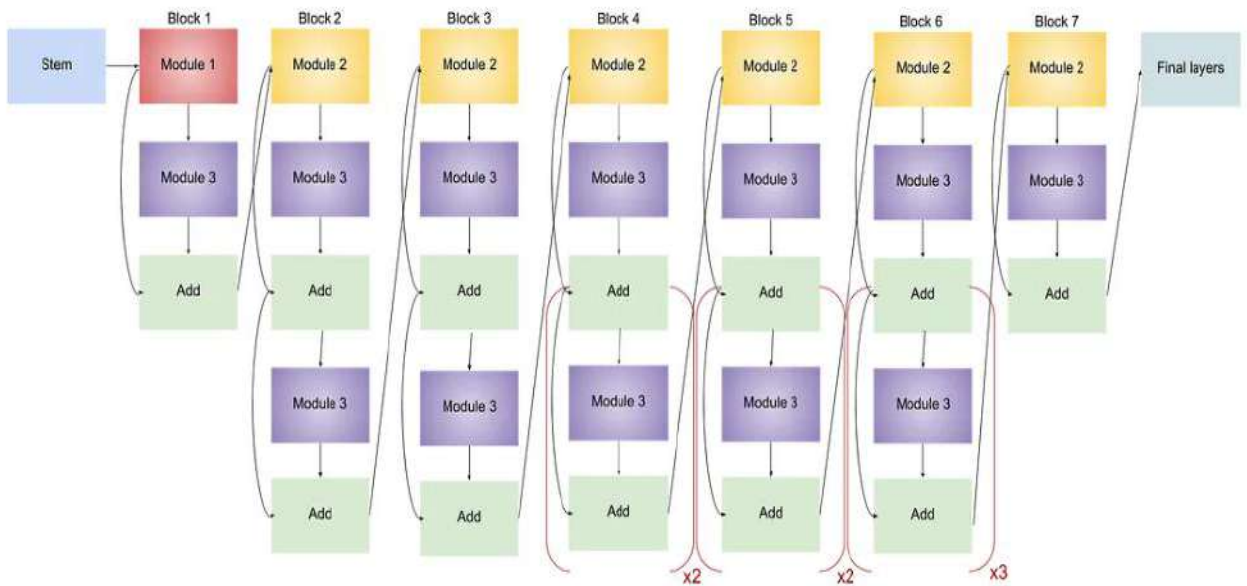 Block 1 Block 2 Block 3 Block 4 Block 5 Block 6 Block 7
Stem Module 1 Module 2 Module 2 Module 2 Module 2 Module 2 Module 2 Final layers
Module 3 Module 3 Module 3 Module 3 Module 3 Module 3 Module 3
Add Add Add Add Add Add Add
Module 3 Module 3 Module 3 Module 3 Module 3
Add Add Add Add Add
x2 x2 x3